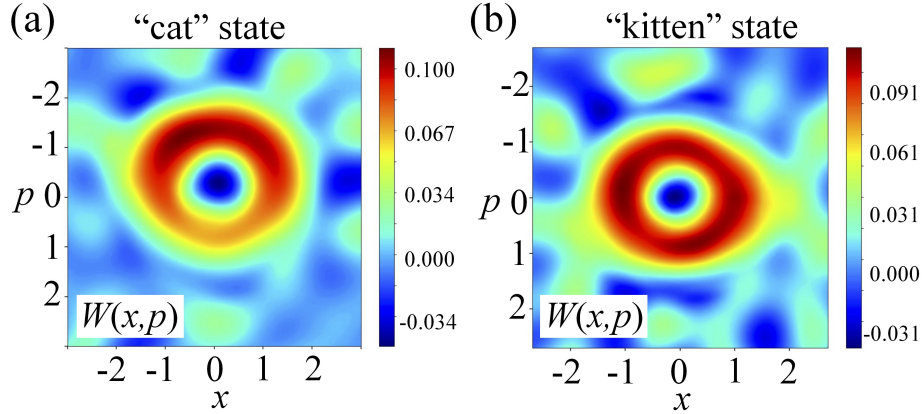 (a)
"cat" state
-2
-1
p 0
1
2
W(x,p)
-2 -1 0 1 2
x
0.100
0.067
0.034
0.000
-0.034
(b)
"kitten" state
-2
-1
p 0
1
2
W(x,p)
-2 -1 0 1 2
x
0.091
0.061
0.031
0.000
-0.031